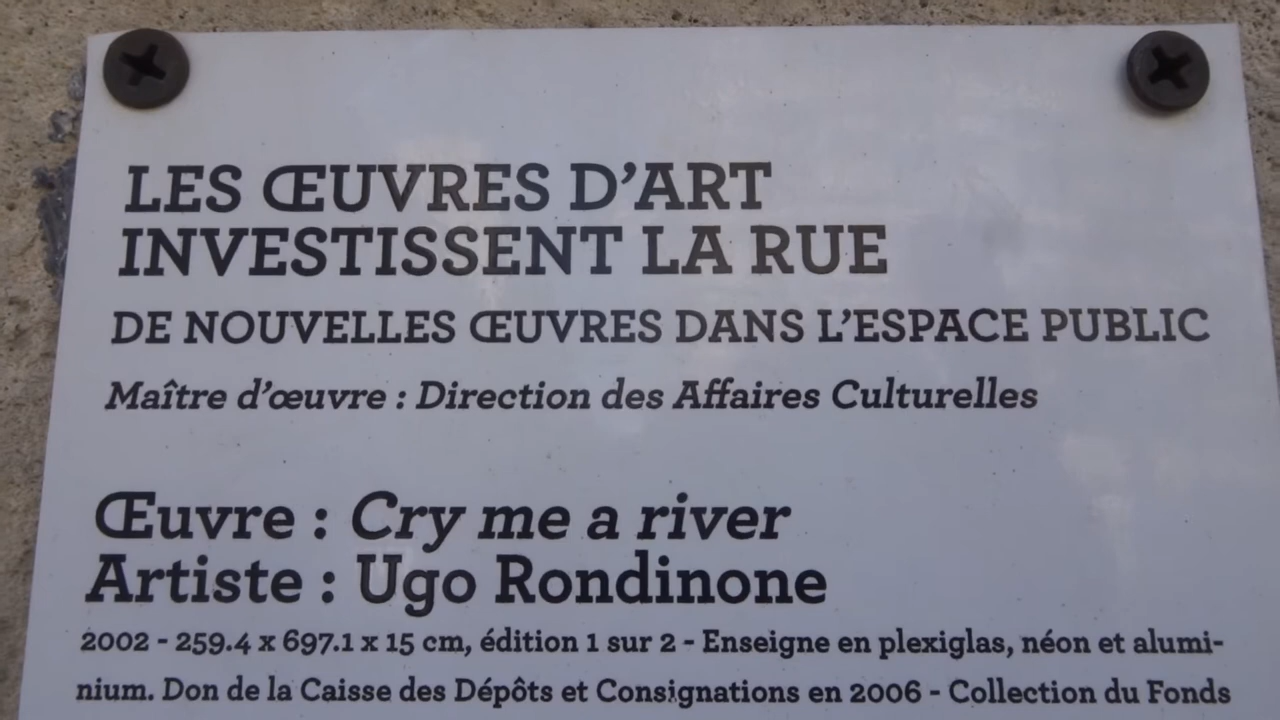 LES ŒUVRES D’ART
INVESTISSENT LA RUE
DE NOUVELLES ŒUVRES DANS L’ESPACE PUBLIC
Maître d’œuvre : Direction des Affaires Culturelles
Œuvre : Cry me a river
Artiste : Ugo Rondinone
2002 - 259.4 x 697.1 x 15 cm, édition 1 sur 2 - Enseigne en plexiglas, néon et alumi-
nium. Don de la Caisse des Dépôts et Consignations en 2006 - Collection du Fonds